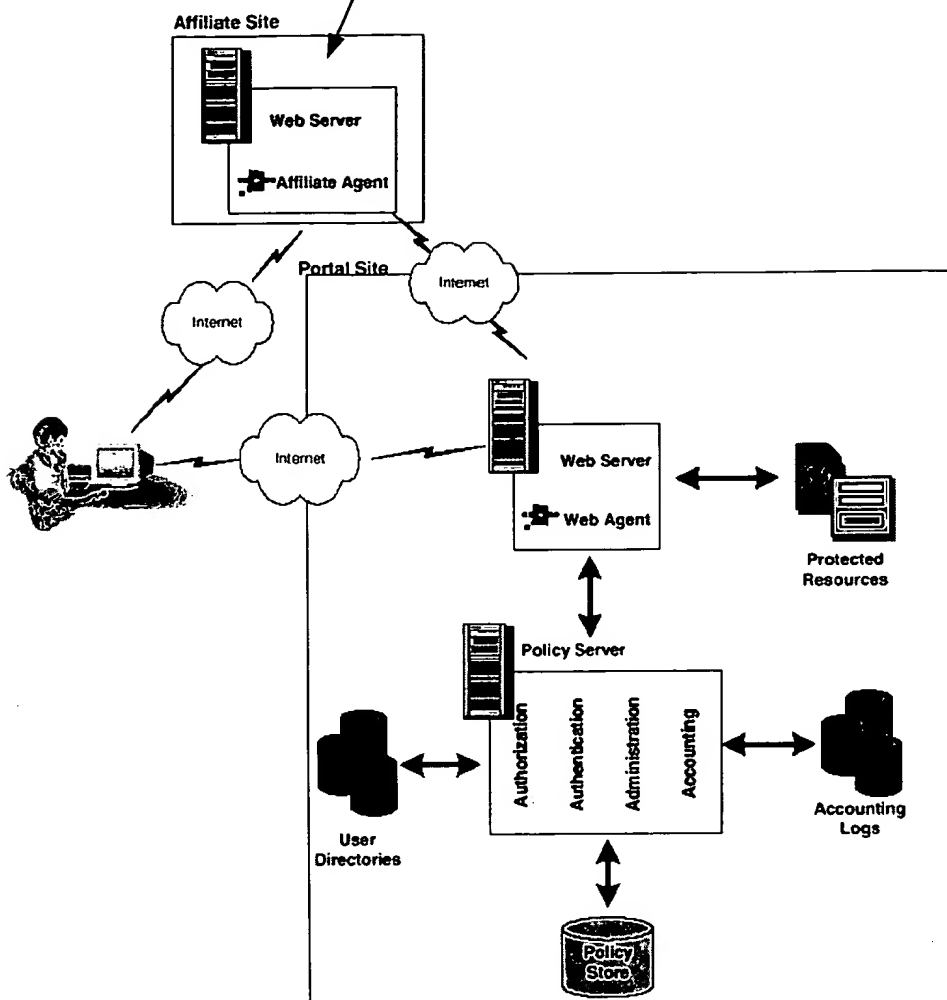 Affiliate Site
Web Server
Affiliate Agent
Portal Site
Internet
Internet
Internet
Web Server
Web Agent
Protected
Resources
Policy Server
Authorization
Authentication
Administration
Accounting
User
Directories
Accounting
Logs
Policy
Store